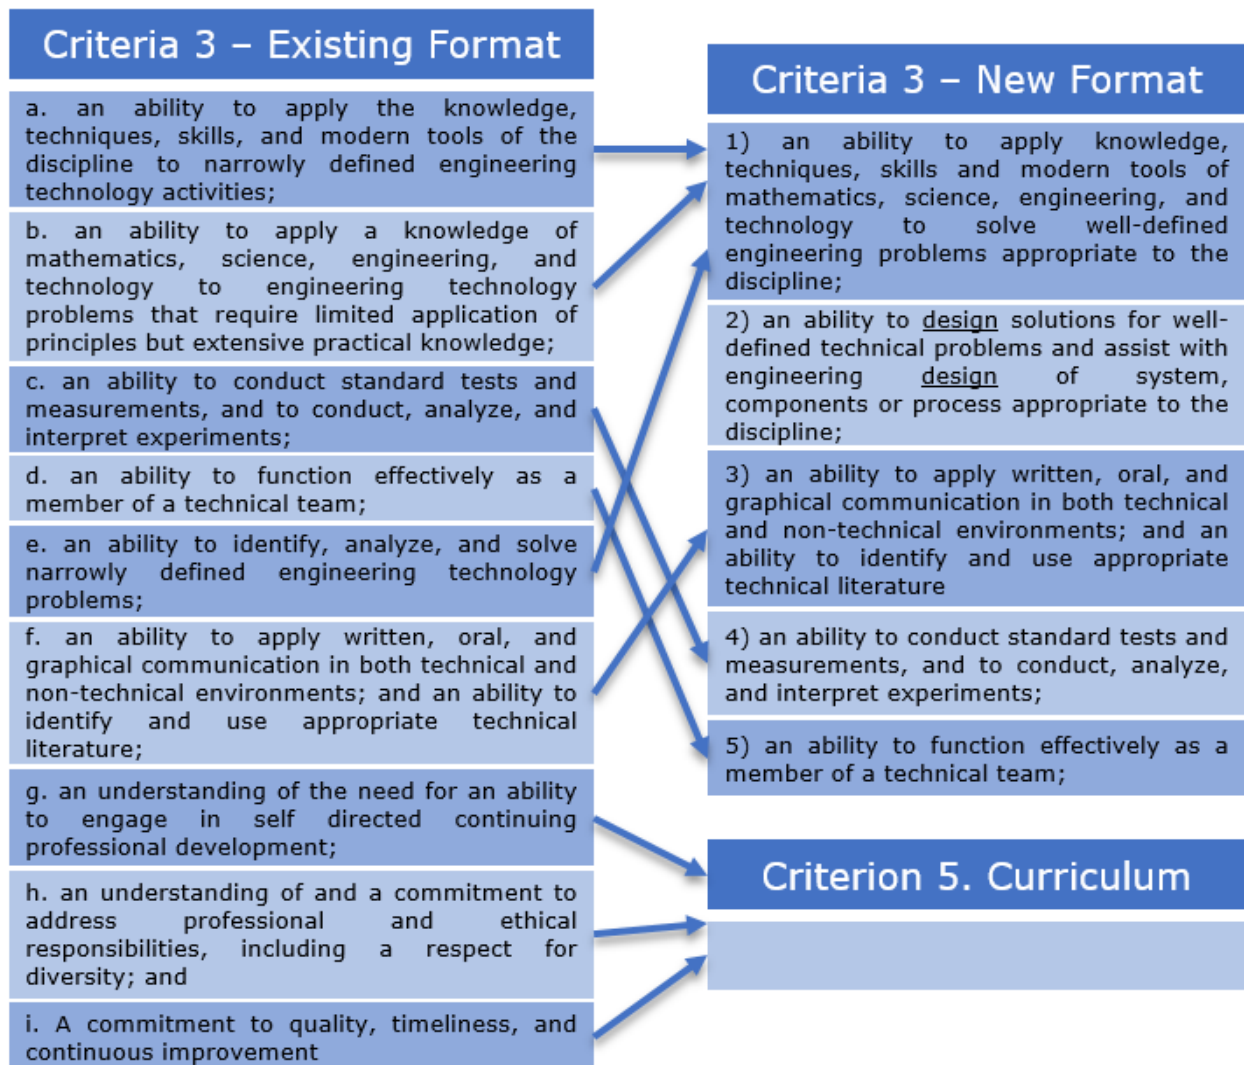 Criteria 3 – Existing Format
a. an ability to apply the knowledge,
techniques, skills, and modern tools of the
discipline to narrowly defined engineering
technology activities;
b. an ability to apply a knowledge of
mathematics, science, engineering, and
technology to engineering technology
problems that require limited application of
principles but extensive practical knowledge;
c. an ability to conduct standard tests and
measurements, and to conduct, analyze, and
interpret experiments;
d. an ability to function effectively as a
member of a technical team;
e. an ability to identify, analyze, and solve
narrowly defined engineering technology
problems;
f. an ability to apply written, oral, and
graphical communication in both technical and
non-technical environments; and an ability to
identify and use appropriate technical
literature;
g. an understanding of the need for an ability
to engage in self directed continuing
professional development;
h. an understanding of and a commitment to
address professional and ethical
responsibilities, including a respect for
diversity; and
i. A commitment to quality, timeliness, and
continuous improvement
Criteria 3 – New Format
1) an ability to apply knowledge,
techniques, skills and modern tools of
mathematics, science, engineering, and
technology to solve well-defined
engineering problems appropriate to the
discipline;
2) an ability to design solutions for well-
defined technical problems and assist with
engineering design of system,
components or process appropriate to the
discipline;
3) an ability to apply written, oral, and
graphical communication in both technical
and non-technical environments; and an
ability to identify and use appropriate
technical literature
4) an ability to conduct standard tests and
measurements, and to conduct, analyze,
and interpret experiments;
5) an ability to function effectively as a
member of a technical team;
Criterion 5. Curriculum